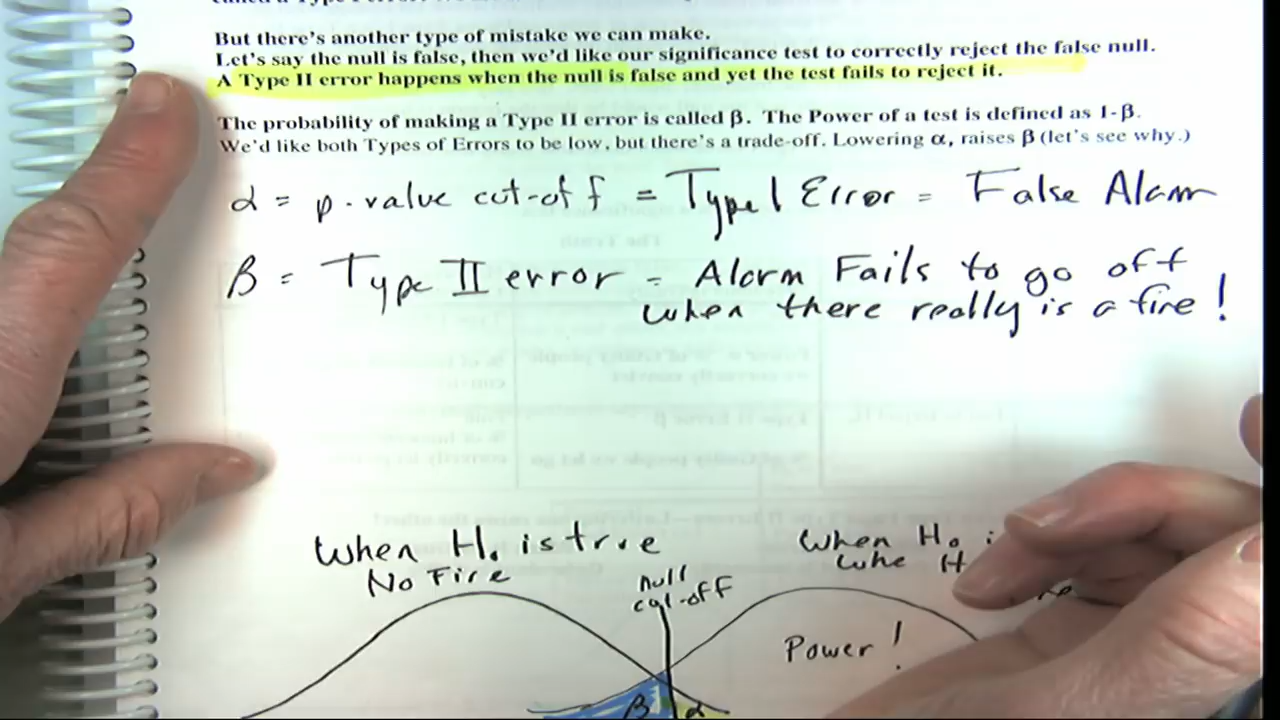 But there's another type of mistake we can make.
Let's say the null is false, then we'd like our significance test to correctly reject the false null.
A Type II error happens when the null is false and yet the test fails to reject it.
The probability of making a Type II error is called β. The Power of a test is defined as 1-β.
We'd like both Types of Errors to be low, but there's a trade-off. Lowering α, raises β (let's see why.)
α = p-value cut-off = Type I Error = False Alarm
β = Type II error - Alarm Fails to go off
when there really is a fire!
When H₀ is true
No Fire
null
cut-off
When H₀
Power!
β α